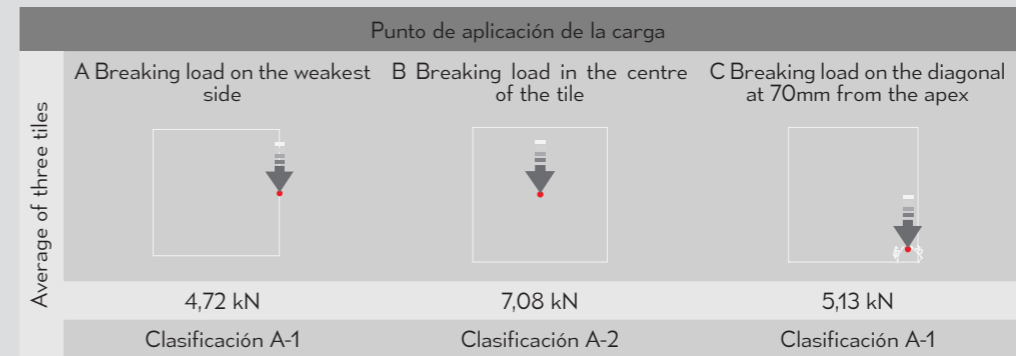 Punto de aplicación de la carga
Average of three tiles
A Breaking load on the weakest
side
B Breaking load in the centre
of the tile
C Breaking load on the diagonal
at 70mm from the apex
4,72 kN
7,08 kN
5,13 kN
Clasificación A-1
Clasificación A-2
Clasificación A-1